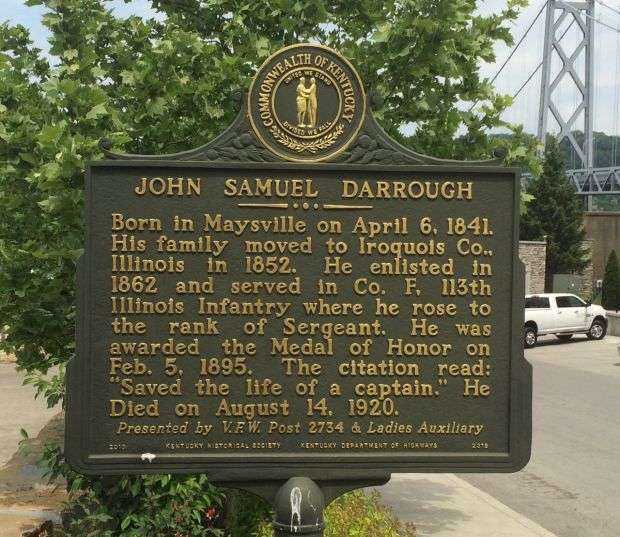 COMMONWEALTH OF KENTUCKY
UNITED WE STAND
DIVIDED WE FALL
JOHN SAMUEL DARROUGH
Born in Maysville on April 6, 1841.
His family moved to Iroquois Co.,
Illinois in 1852. He enlisted in
1862 and served in Co. F, 113th
Illinois Infantry where he rose to
the rank of Sergeant. He was
awarded the Medal of Honor on
Feb. 5, 1895. The citation read:
"Saved the life of a captain." He
Died on August 14, 1920.
Presented by V.F.W. Post 2734 & Ladies Auxiliary
2010 KENTUCKY HISTORICAL SOCIETY KENTUCKY DEPARTMENT OF HIGHWAYS